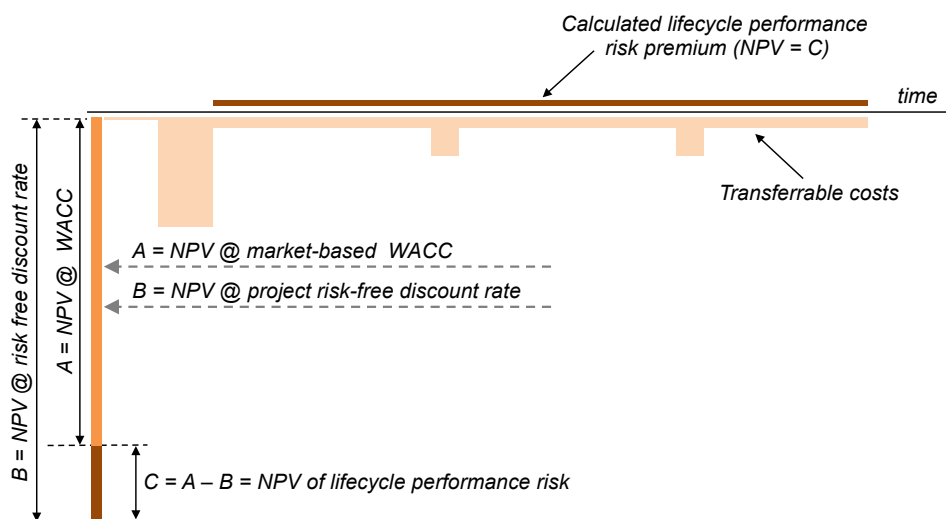 Calculated lifecycle performance
risk premium (NPV = C)
time
Transferrable costs
A = NPV @ market-based WACC
B = NPV @ project risk-free discount rate
B = NPV @ risk free discount rate
A = NPV @ WACC
C = A – B = NPV of lifecycle performance risk